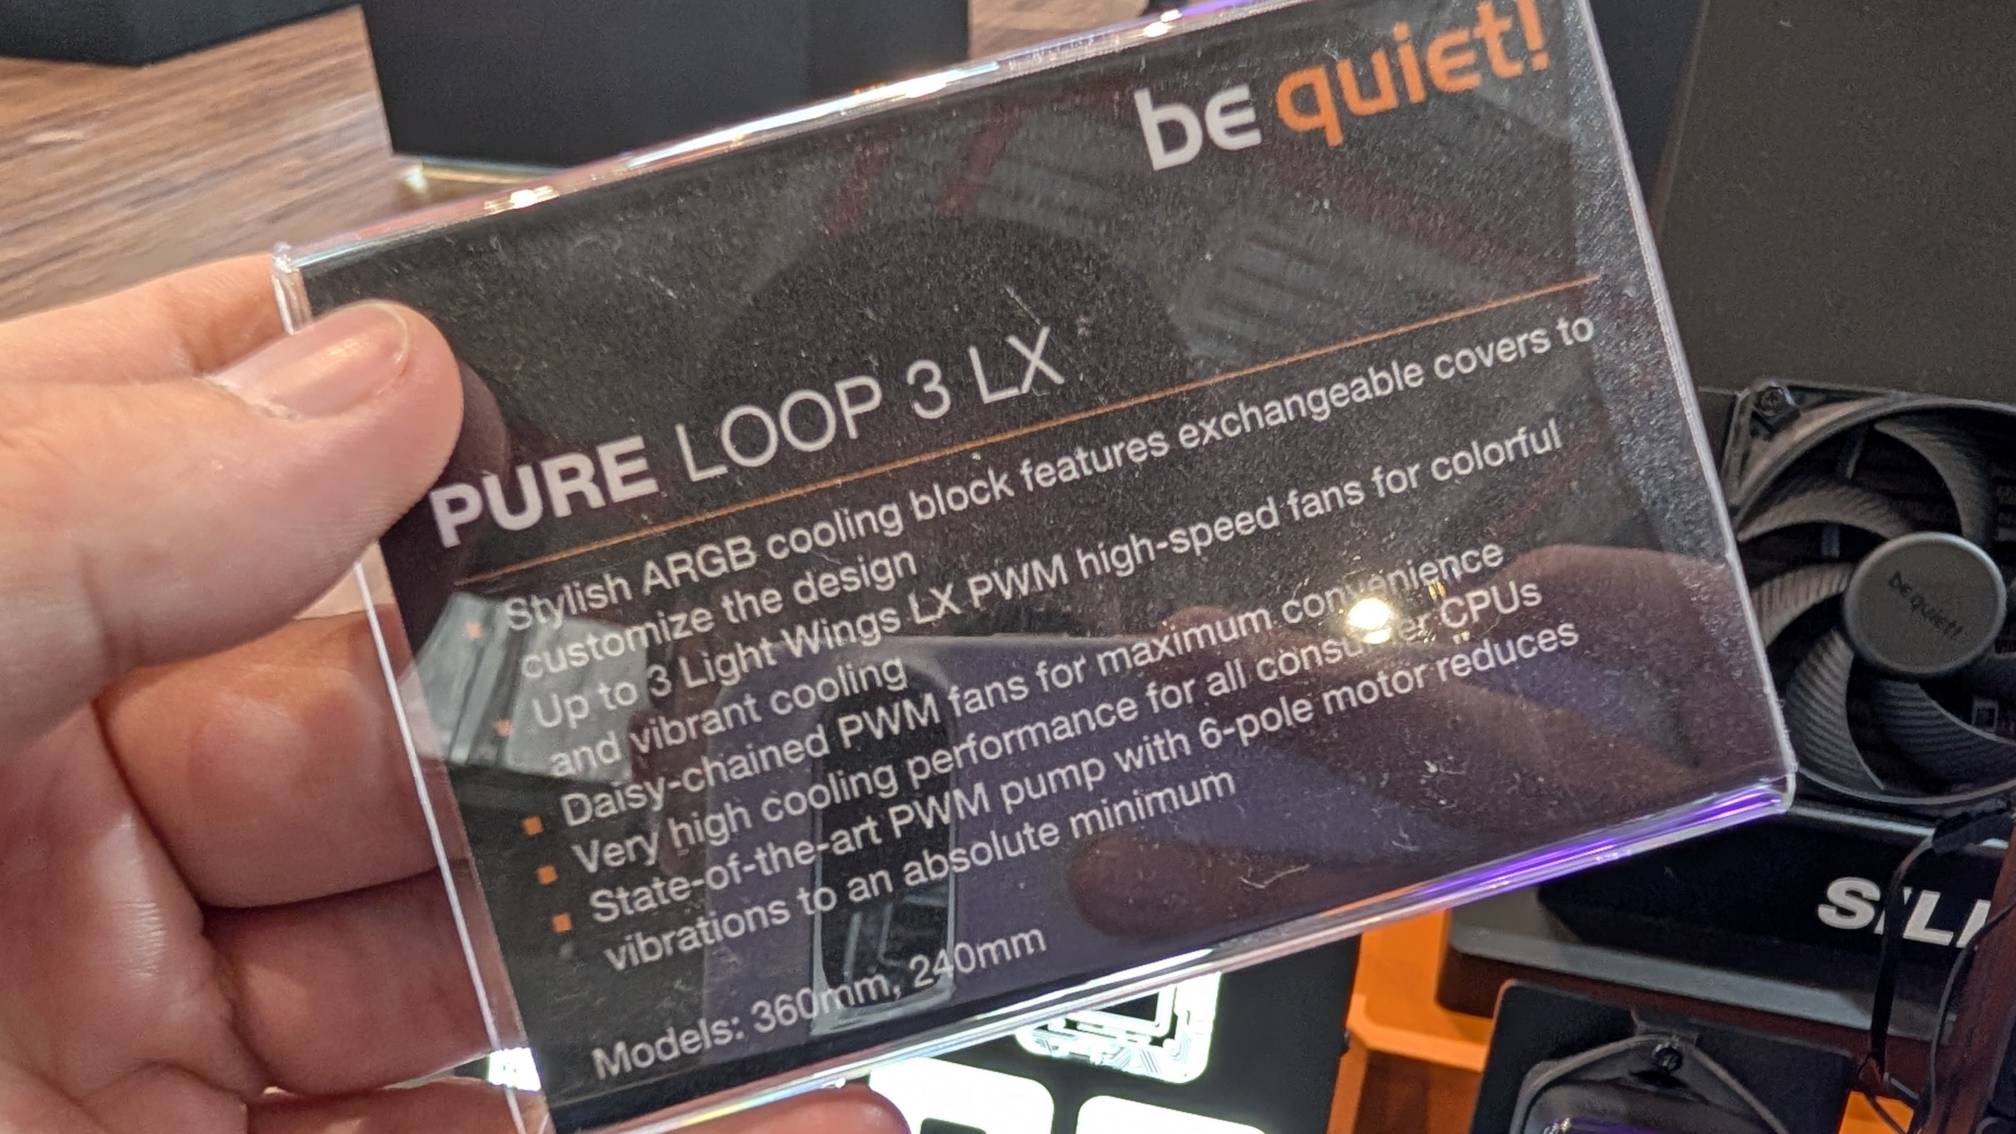 be quiet!
PURE LOOP 3 LX
Stylish ARGB cooling block features exchangeable covers to
customize the design
Up to 3 Light Wings LX PWM high-speed fans for colorful
and vibrant cooling
Daisy-chained PWM fans for maximum convenience
Very high cooling performance for all consumer CPUs
State-of-the-art PWM pump with 6-pole motor reduces
vibrations to an absolute minimum
Models: 360mm, 240mm
be quiet!